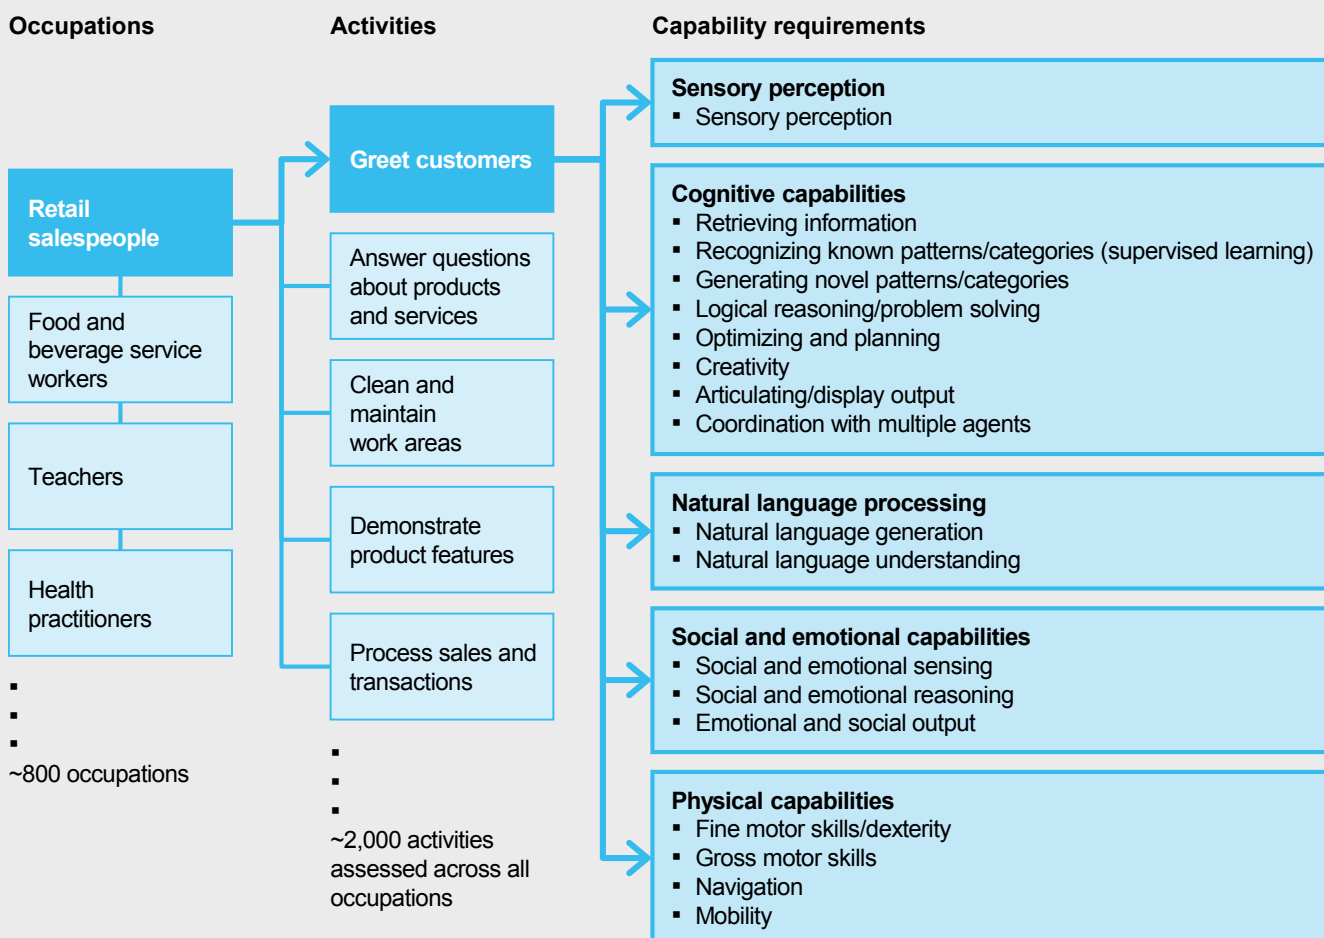 Occupations
Activities
Capability requirements
Retail
salespeople
Food and
beverage service
workers
Teachers
Health
practitioners
▪
▪
▪
~800 occupations
Greet customers
Answer questions
about products
and services
Clean and
maintain
work areas
Demonstrate
product features
Process sales and
transactions
▪
▪
▪
~2,000 activities
assessed across all
occupations
Sensory perception
▪ Sensory perception
Cognitive capabilities
▪ Retrieving information
▪ Recognizing known patterns/categories (supervised learning)
▪ Generating novel patterns/categories
▪ Logical reasoning/problem solving
▪ Optimizing and planning
▪ Creativity
▪ Articulating/display output
▪ Coordination with multiple agents
Natural language processing
▪ Natural language generation
▪ Natural language understanding
Social and emotional capabilities
▪ Social and emotional sensing
▪ Social and emotional reasoning
▪ Emotional and social output
Physical capabilities
▪ Fine motor skills/dexterity
▪ Gross motor skills
▪ Navigation
▪ Mobility